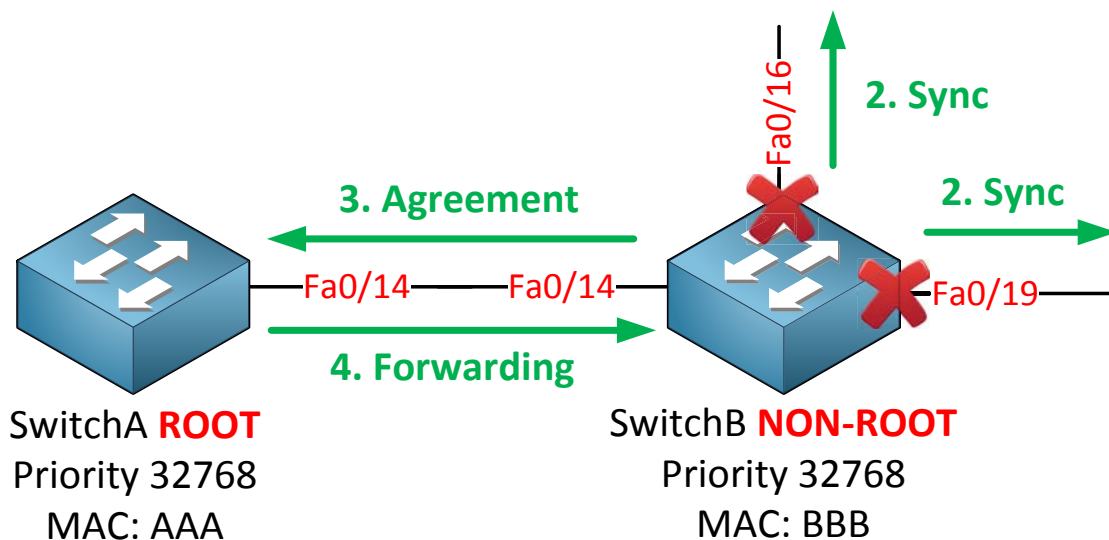 Fa0/16
2. Sync
2. Sync
3. Agreement
Fa0/14
Fa0/14
Fa0/19
4. Forwarding
SwitchA ROOT
Priority 32768
MAC: AAA
SwitchB NON-ROOT
Priority 32768
MAC: BBB